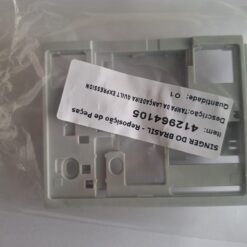 SINGER DO BRASIL - Reposição de Peças
Item: 412964105
Descrição: TAMPA DA LANÇADEIRA QUILT EXPRESSION
Quantidade: 01